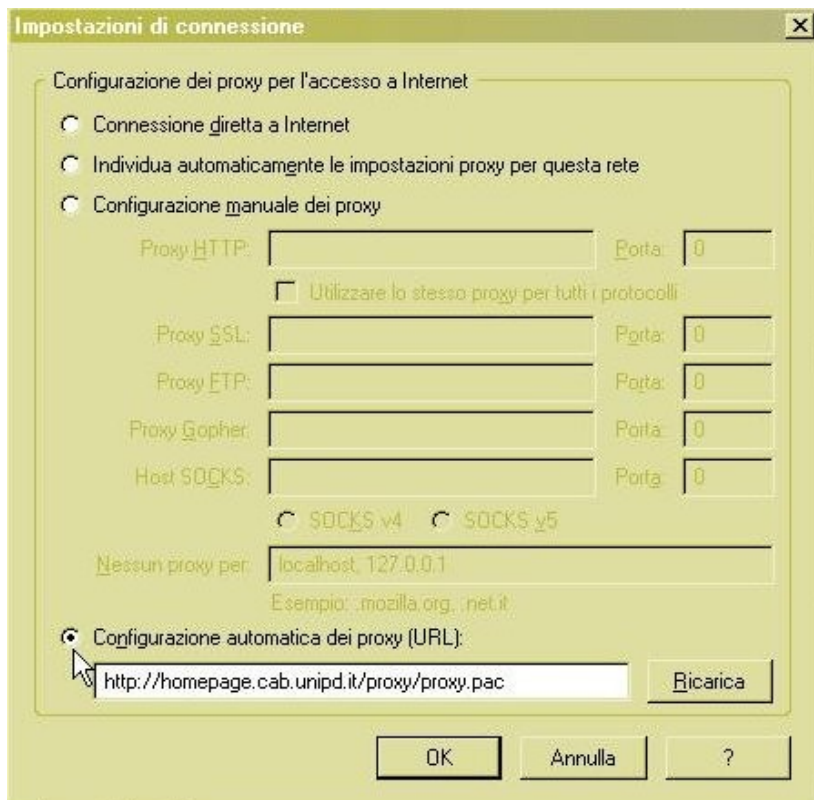 Impostazioni di connessione
Configurazione dei proxy per l'accesso a Internet
Connessione diretta a Internet
Individua automaticamente le impostazioni proxy per questa rete
Configurazione manuale dei proxy
Proxy HTTP: Porta: 0
Utilizzare lo stesso proxy per tutti i protocolli
Proxy SSL: Porta: 0
Proxy FTP: Porta: 0
Proxy Gopher: Porta: 0
Host SOCKS: Porta: 0
SOCKS v4 SOCKS v5
Nessun proxy per: localhost, 127.0.0.1
Esempio: .mozilla.org, .net.it
Configurazione automatica dei proxy (URL):
http://homepage.cab.unipd.it/proxy/proxy.pac Ricarica
OK Annulla ?